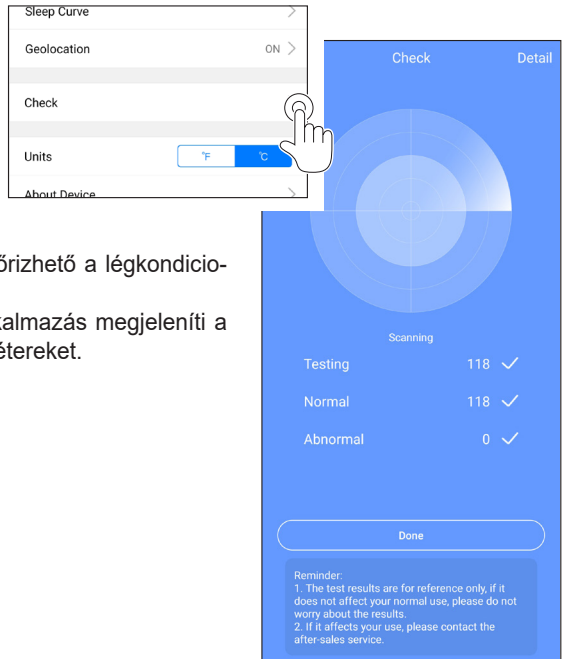 Sleep Curve
Geolocation ON
Check
Units °F °C
About Device
őrizhető a légkondicio-
almazás megjeleníti a
étereket.
Check Detail
Scanning
Testing 118
Normal 118
Abnormal 0
Done
Reminder:
1. The test results are for reference only, if it
does not affect your normal use, please do not
worry about the results.
2. If it affects your use, please contact the
after-sales service.